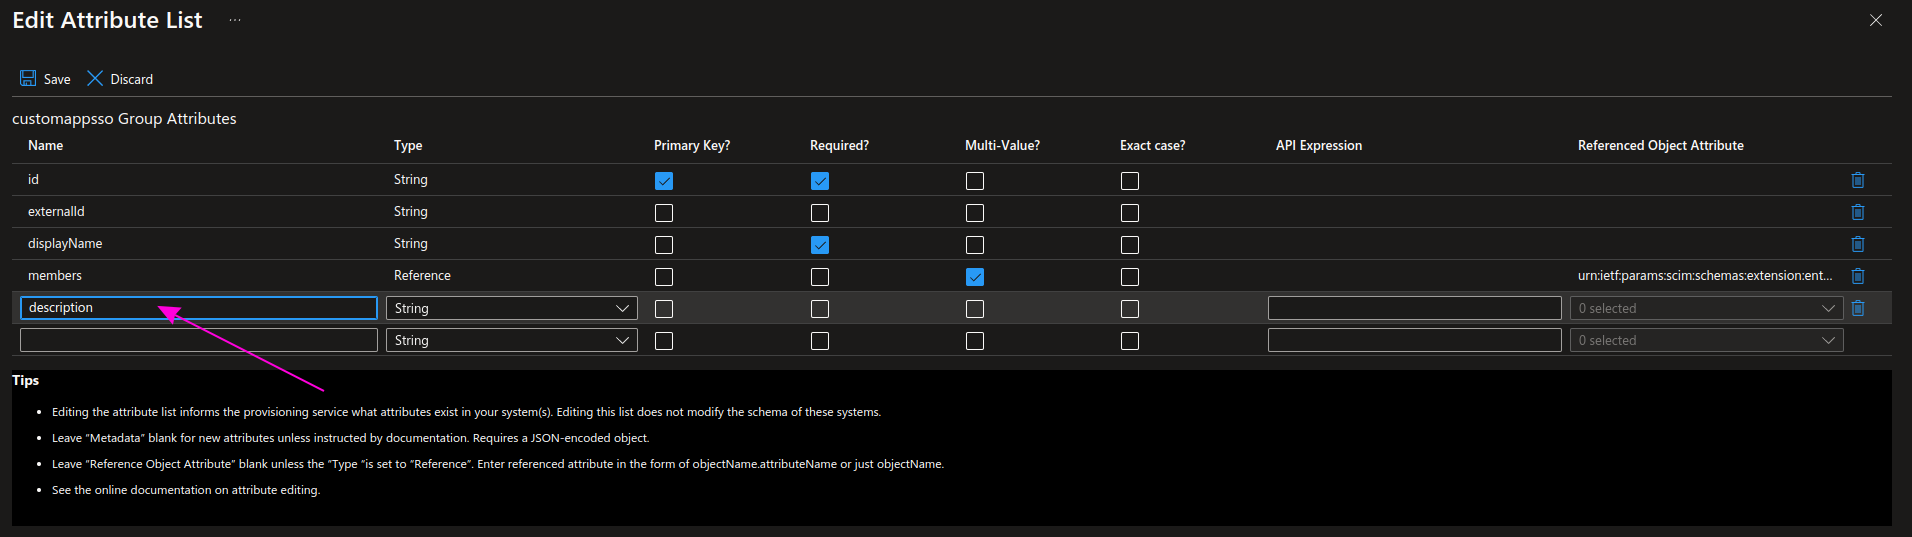 Edit Attribute List ...
Save Discard
customappsso Group Attributes
Name Type Primary Key? Required? Multi-Value? Exact case? API Expression Referenced Object Attribute
id String
externalId String
displayName String
members Reference urn:ietf:params:scim:schemas:extension:ent...
description String 0 selected
String 0 selected
Tips
• Editing the attribute list informs the provisioning service what attributes exist in your system(s). Editing this list does not modify the schema of these systems.
• Leave "Metadata" blank for new attributes unless instructed by documentation. Requires a JSON-encoded object.
• Leave "Reference Object Attribute" blank unless the "Type "is set to "Reference". Enter referenced attribute in the form of objectName.attributeName or just objectName.
• See the online documentation on attribute editing.